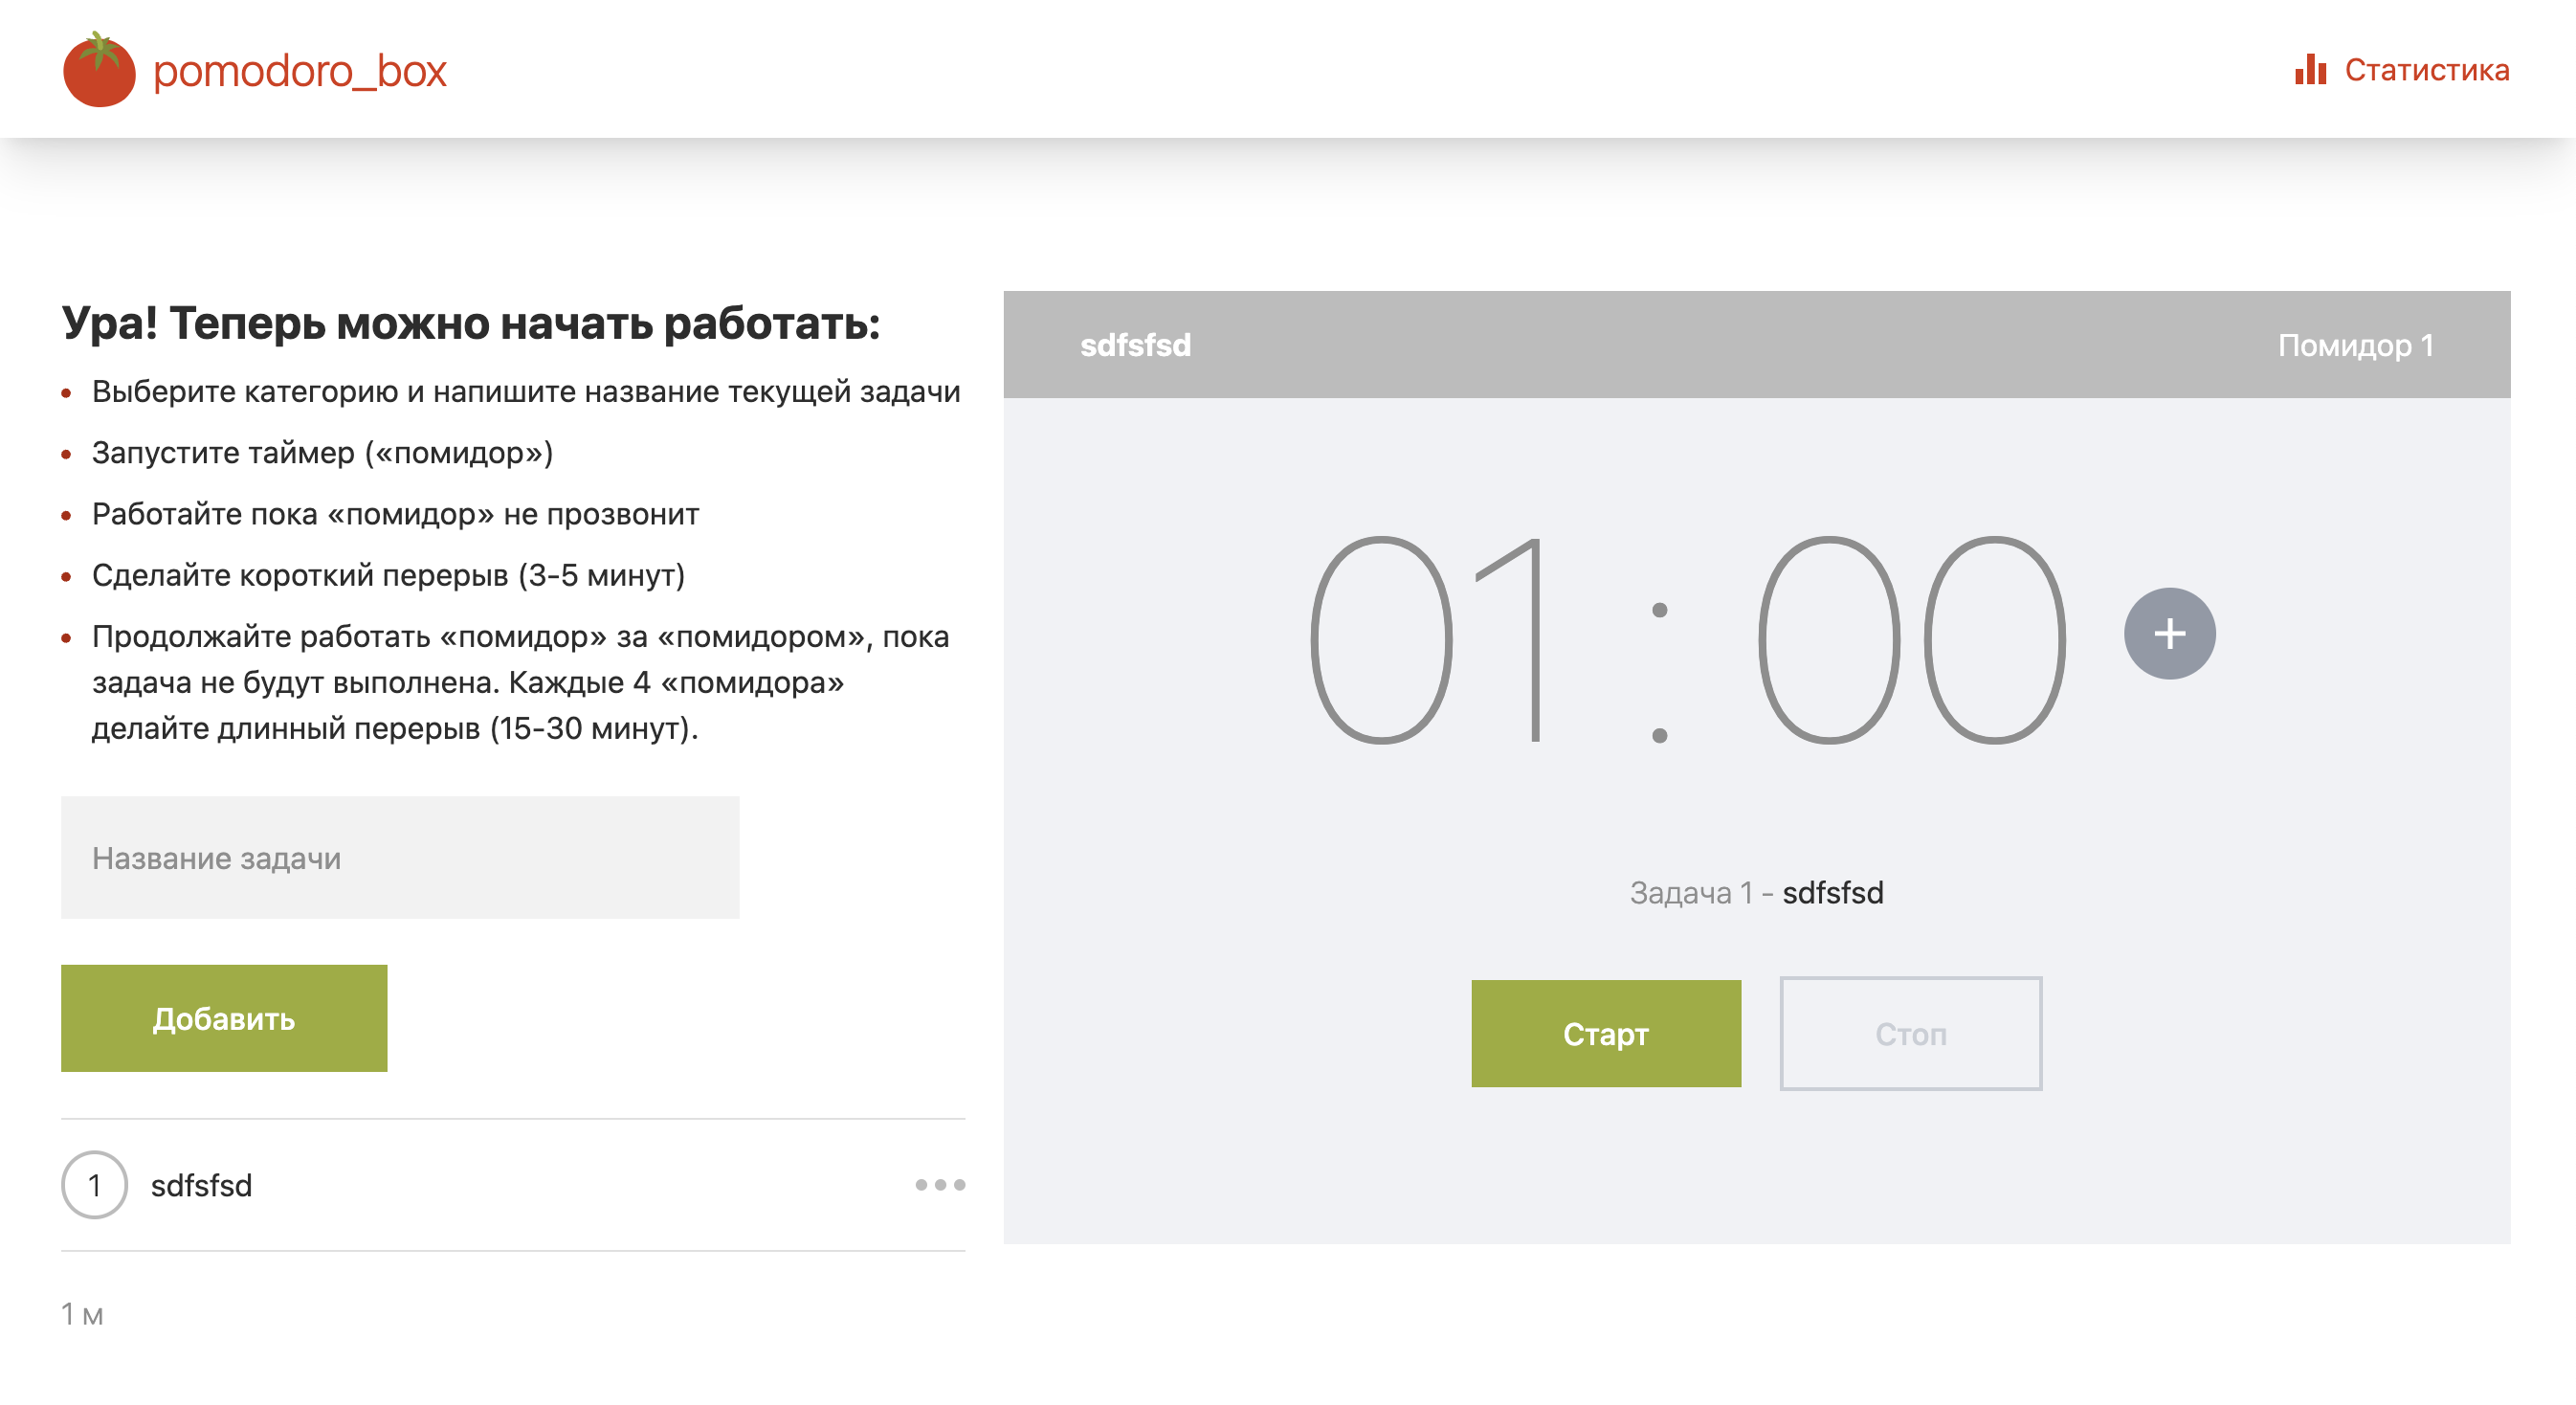 pomodoro_box
Статистика
Ура! Теперь можно начать работать:
Выберите категорию и напишите название текущей задачи
Запустите таймер («помидор»)
Работайте пока «помидор» не прозвонит
Сделайте короткий перерыв (3-5 минут)
Продолжайте работать «помидор» за «помидором», пока
задача не будут выполнена. Каждые 4 «помидора»
делайте длинный перерыв (15-30 минут).
Название задачи
Добавить
1 sdfsfsd
1 м
sdfsfsd
Помидор 1
01 : 00
+
Задача 1 - sdfsfsd
Старт
Стоп